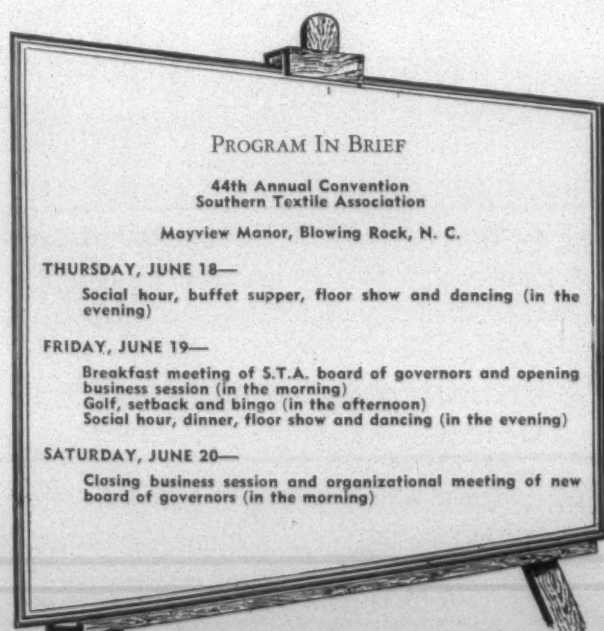 PROGRAM IN BRIEF
44th Annual Convention
Southern Textile Association
Mayview Manor, Blowing Rock, N. C.
THURSDAY, JUNE 18—
Social hour, buffet supper, floor show and dancing (in the
evening)
FRIDAY, JUNE 19—
Breakfast meeting of S.T.A. board of governors and opening
business session (in the morning)
Golf, setback and bingo (in the afternoon)
Social hour, dinner, floor show and dancing (in the evening)
SATURDAY, JUNE 20—
Closing business session and organizational meeting of new
board of governors (in the morning)